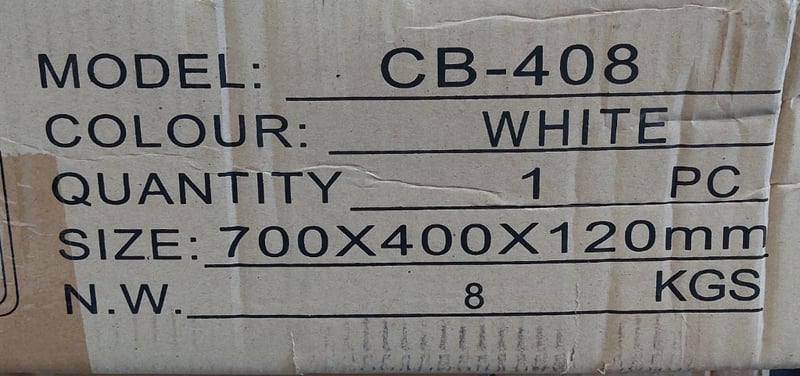 MODEL: CB-408
COLOUR: WHITE
QUANTITY 1 PC
SIZE: 700X400X120mm
N.W. 8 KGS